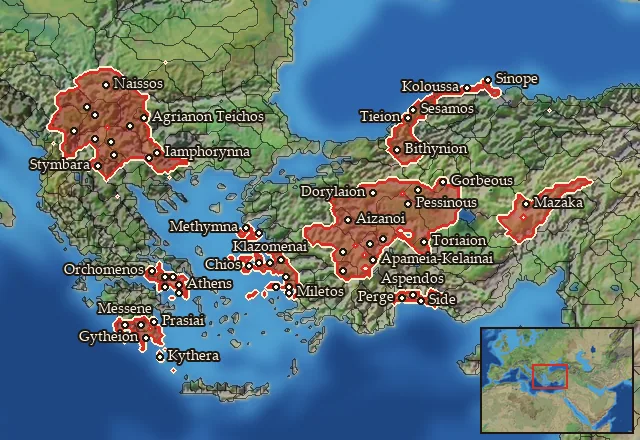 Naissos
Sinope
Koloussa
Sesamos
Agrianon Teichos
Tieion
Bithynion
Iamphorynna
Stymbara
Gorbeous
Dorylaion
Pessinous
Mazaka
Aizanoi
Methymna
Toriaion
Klazomenai
Apameia-Kelainai
Chios
Orchomenos
Aspendos
Athens
Miletos
Perge
Side
Messene
Prasiai
Gytheion
Kythera